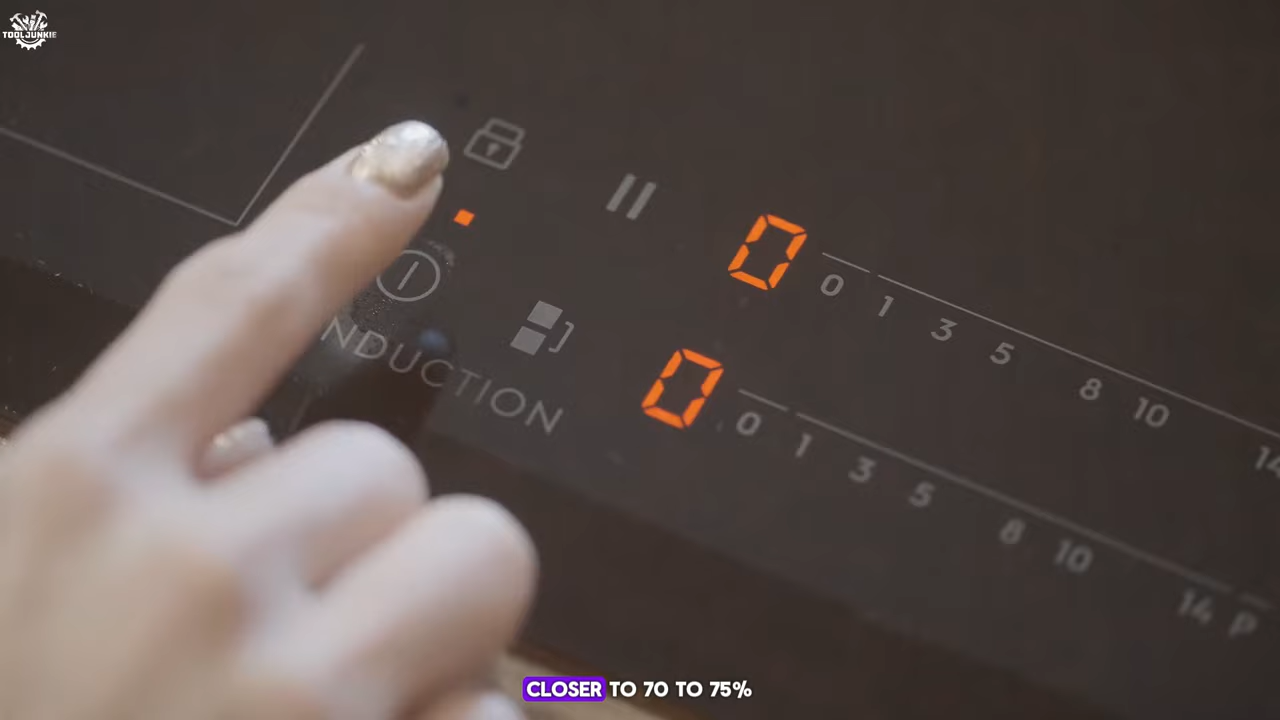 TOOLJUNKIE
0
0 1 3 5 8 10 14
0
0 1 3 5 8 10 14 P
NDUCTION
CLOSER TO 70 TO 75%